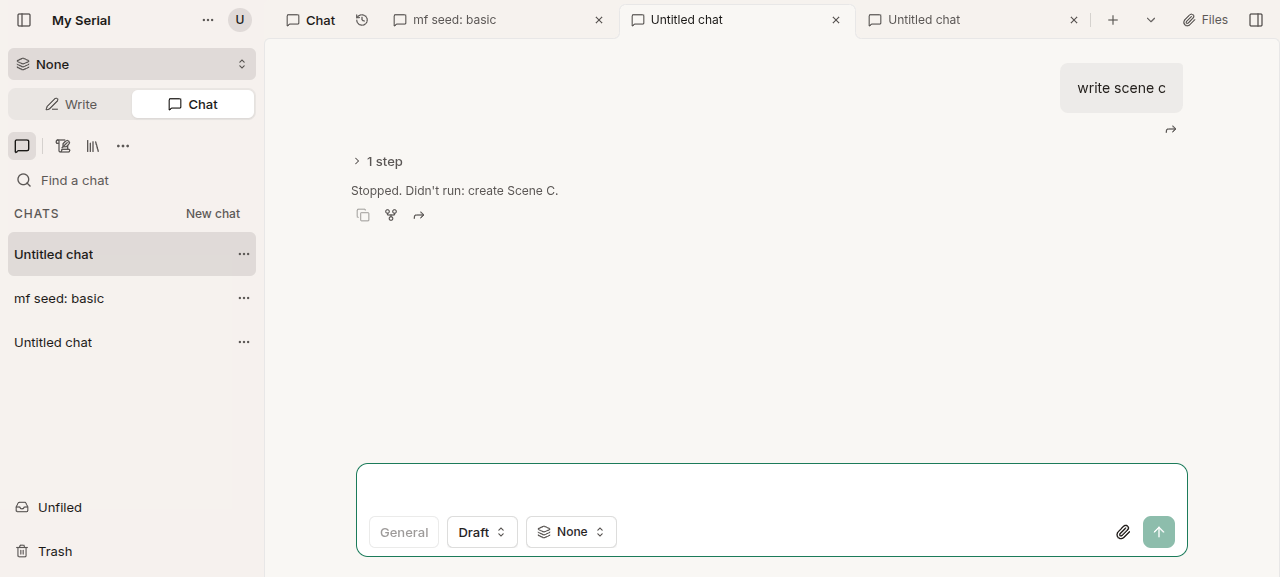 My Serial
U
None
Write
Chat
Find a chat
CHATS
New chat
Untitled chat
mf seed: basic
Untitled chat
Unfiled
Trash
Chat
mf seed: basic
Untitled chat
Untitled chat
Files
write scene c
1 step
Stopped. Didn't run: create Scene C.
General
Draft
None